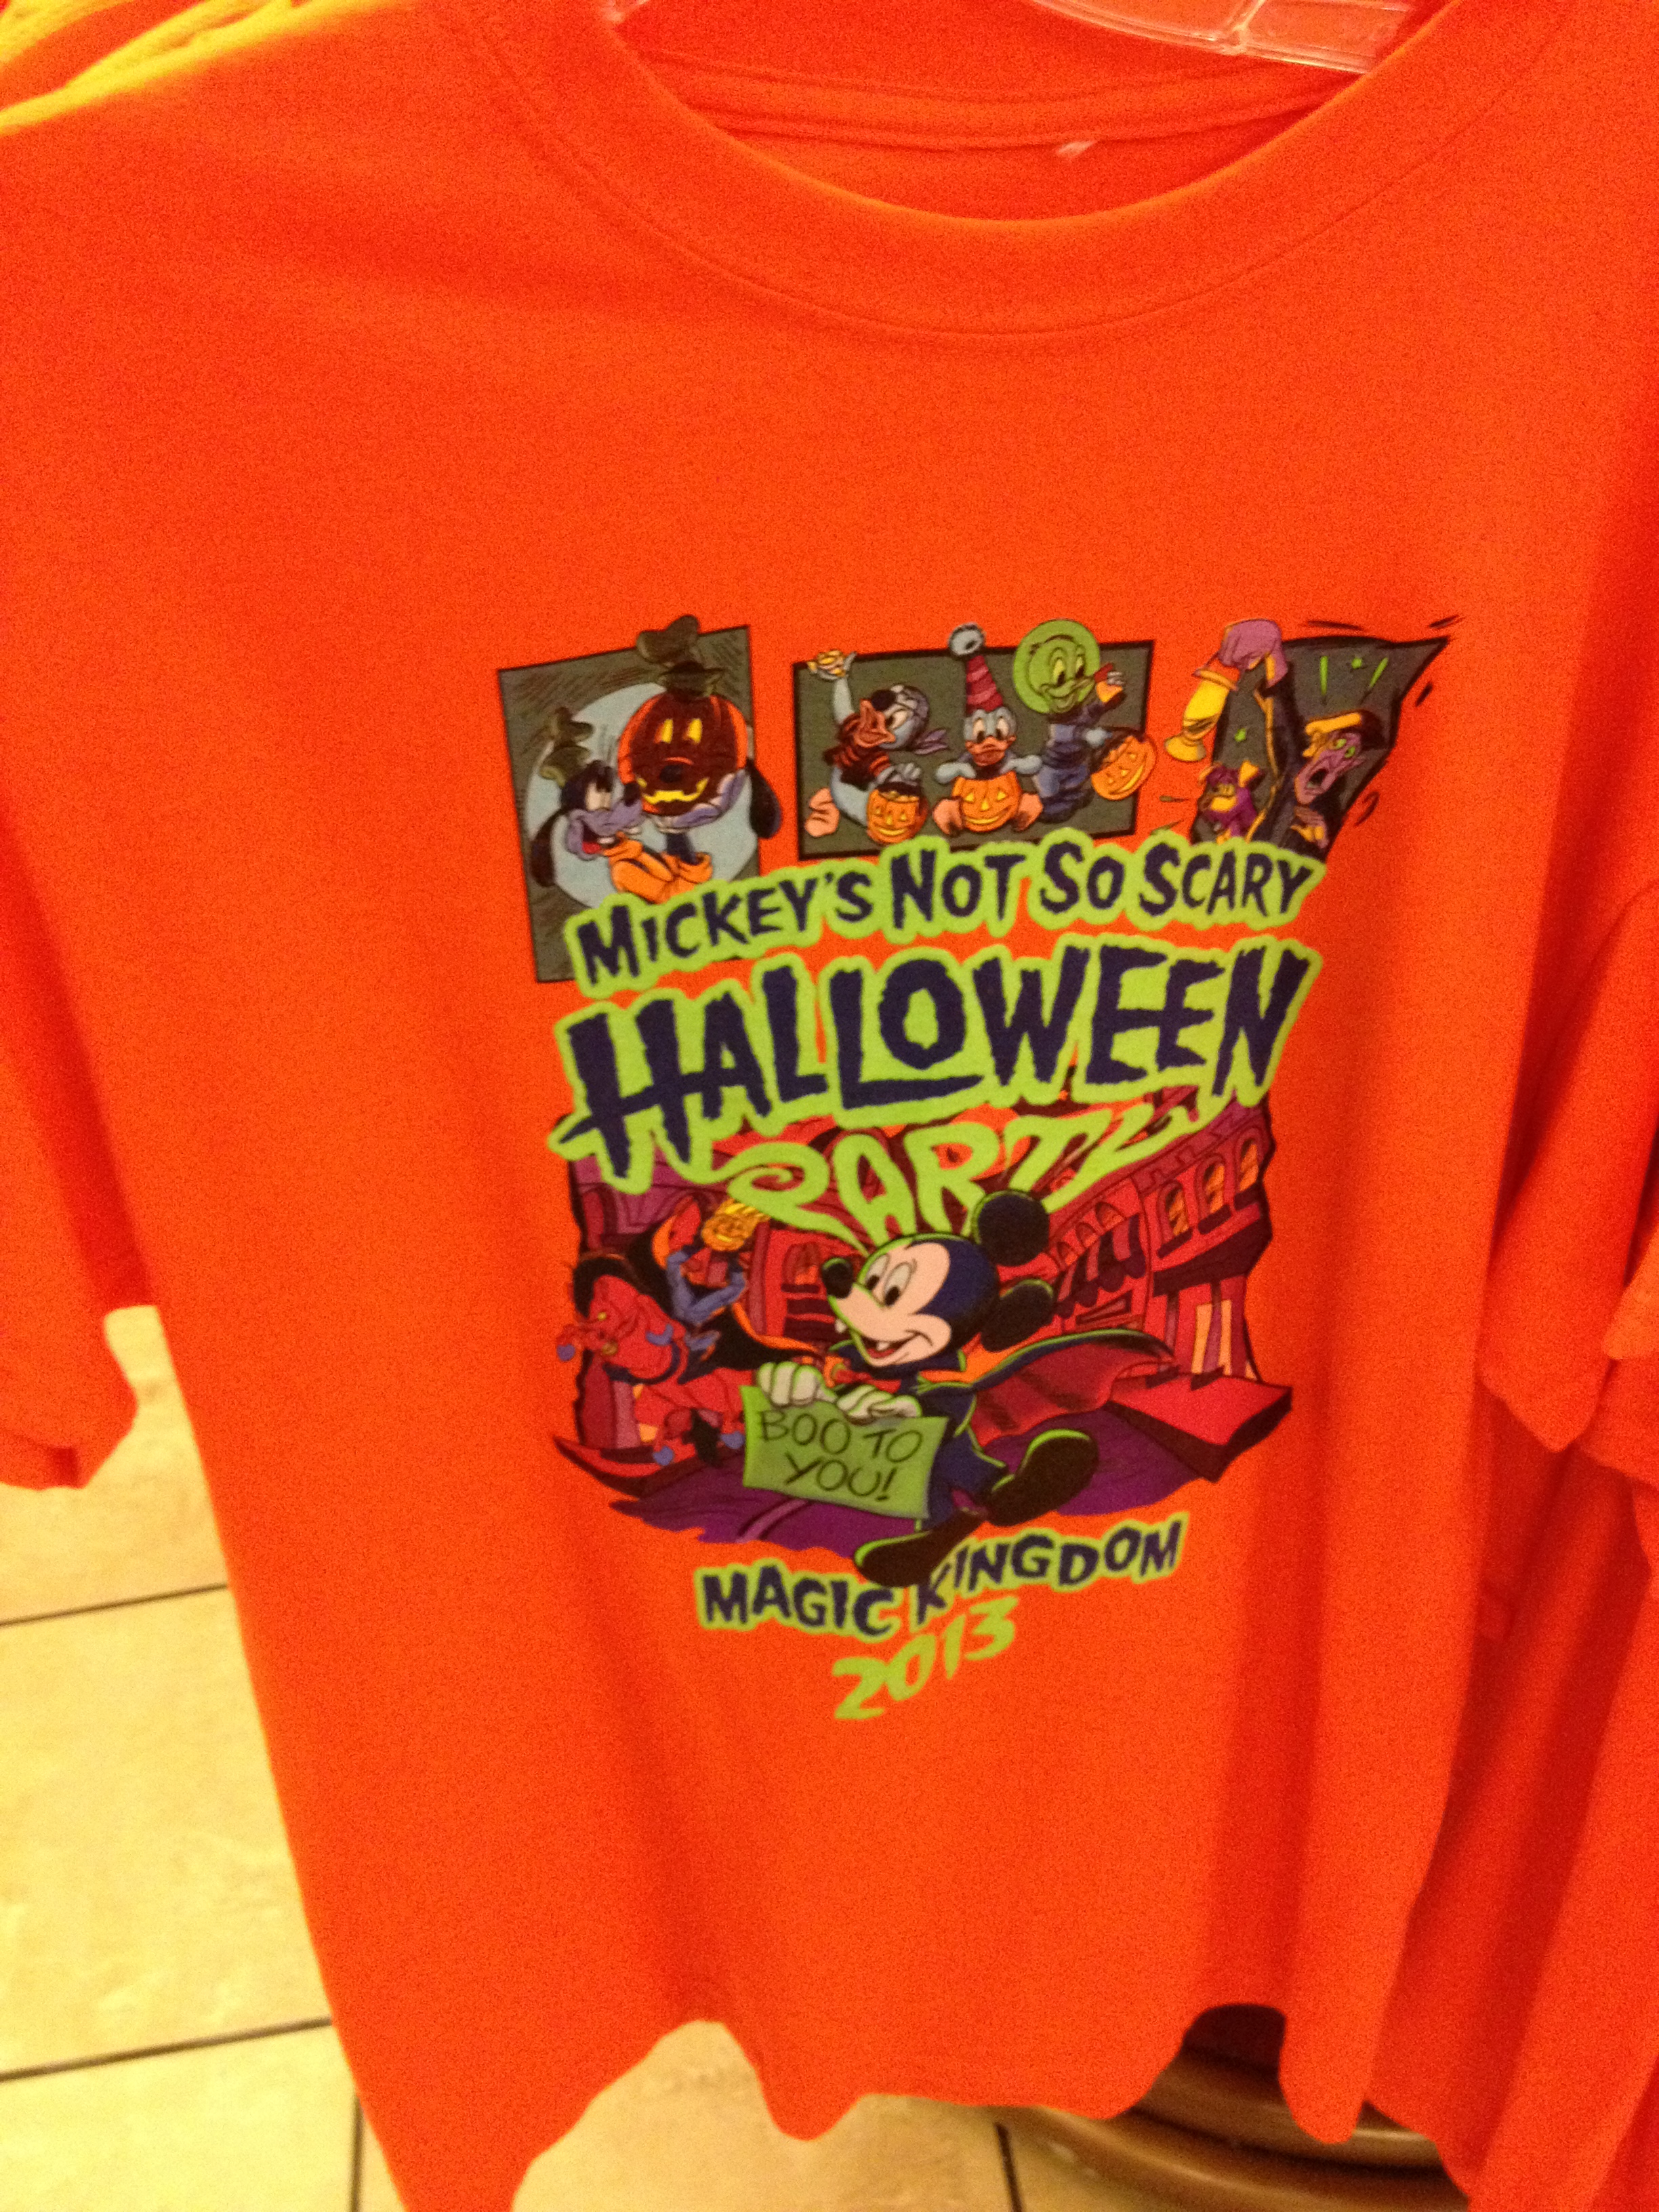 MICKEY'S NOT SO SCARY
HALLOWEEN
PARTY
BOO TO
YOU!
MAGIC KINGDOM
2013